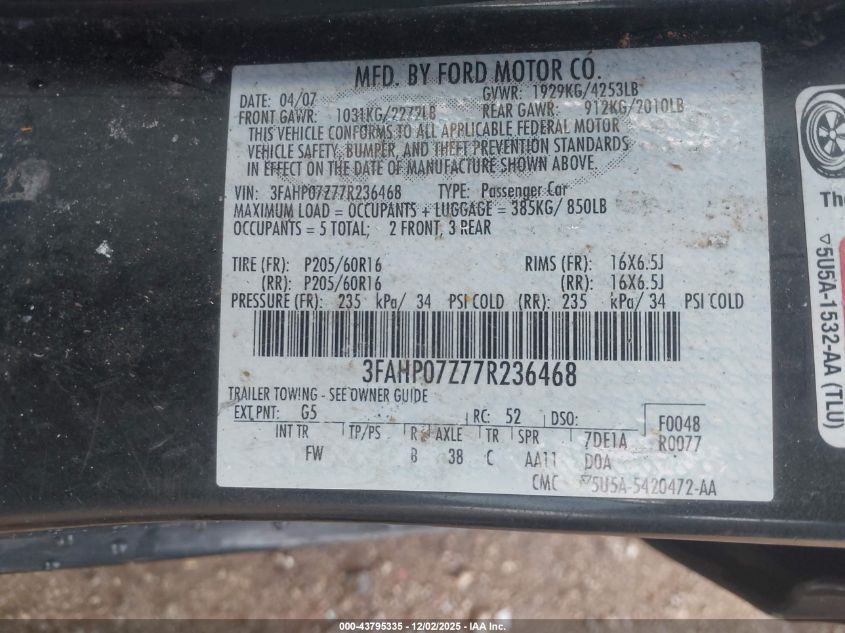 MFD. BY FORD MOTOR CO.
DATE: 04/07 GVWR: 1929KG/4253LB
FRONT GAWR: 1031KG/2272LB REAR GAWR: 912KG/2010LB
THIS VEHICLE CONFORMS TO ALL APPLICABLE FEDERAL MOTOR
VEHICLE SAFETY, BUMPER, AND THEFT PREVENTION STANDARDS
IN EFFECT ON THE DATE OF MANUFACTURE SHOWN ABOVE.
VIN: 3FAHP07Z77R236468 TYPE: Passenger Car
MAXIMUM LOAD = OCCUPANTS + LUGGAGE = 385KG/ 850LB
OCCUPANTS = 5 TOTAL; 2 FRONT, 3 REAR
TIRE (FR): P205/60R16 RIMS (FR): 16X6.5J
(RR): P205/60R16 (RR): 16X6.5J
PRESSURE (FR): 235 kPa/ 34 PSI COLD (RR): 235 kPa/ 34 PSI COLD
3FAHP07Z77R236468
TRAILER TOWING - SEE OWNER GUIDE
EXT PNT: G5 RC: 52 DSO: F0048
INT TR TP/PS R AXLE TR SPR 7DE1A R0077
FW B 38 C AA11 D0A
CMC ▽5U5A-5420472-AA
The
▽5U5A-1532-AA (TLU)
000-43795335 - 12/02/2025 - Copyright © IAA, LLC. All Rights Reserved